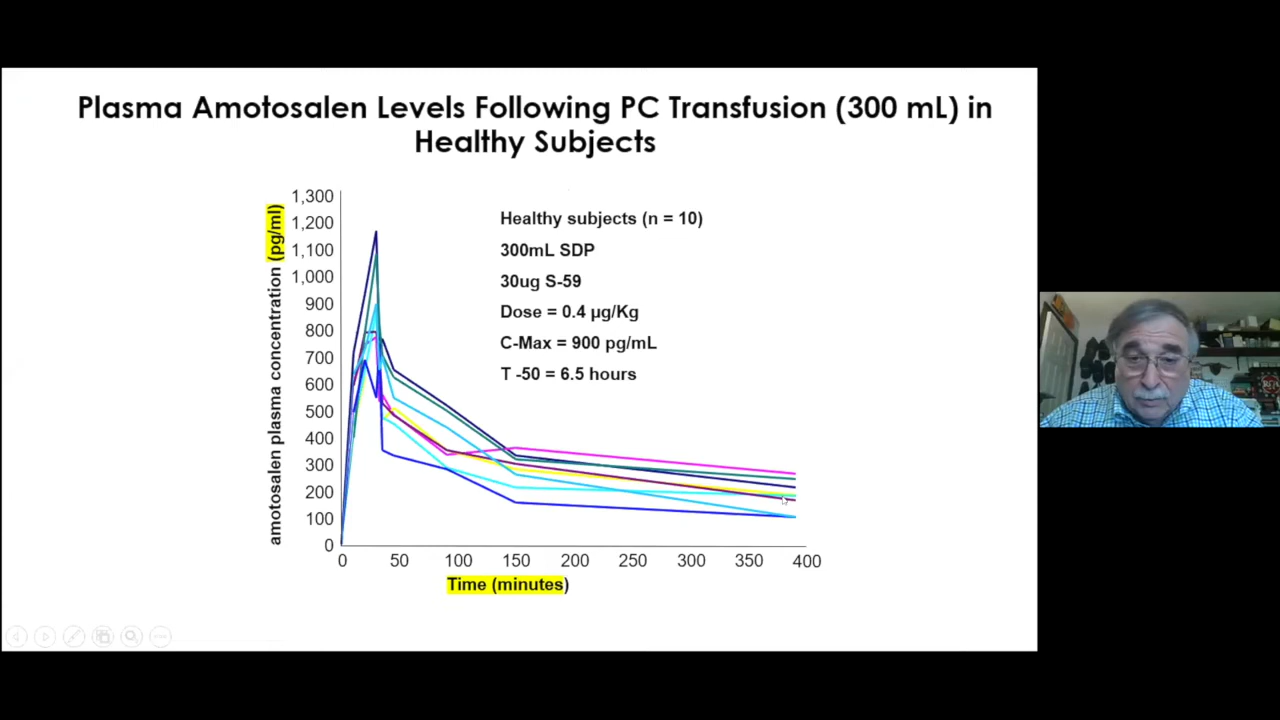 Plasma Amotosalen Levels Following PC Transfusion (300 mL) in
Healthy Subjects
amotosalen plasma concentration (pg/ml)
1,300
1,200
1,100
1,000
900
800
700
600
500
400
300
200
100
0
Healthy subjects (n = 10)
300mL SDP
30ug S-59
Dose = 0.4 µg/Kg
C-Max = 900 pg/mL
T -50 = 6.5 hours
0 50 100 150 200 250 300 350 400
Time (minutes)